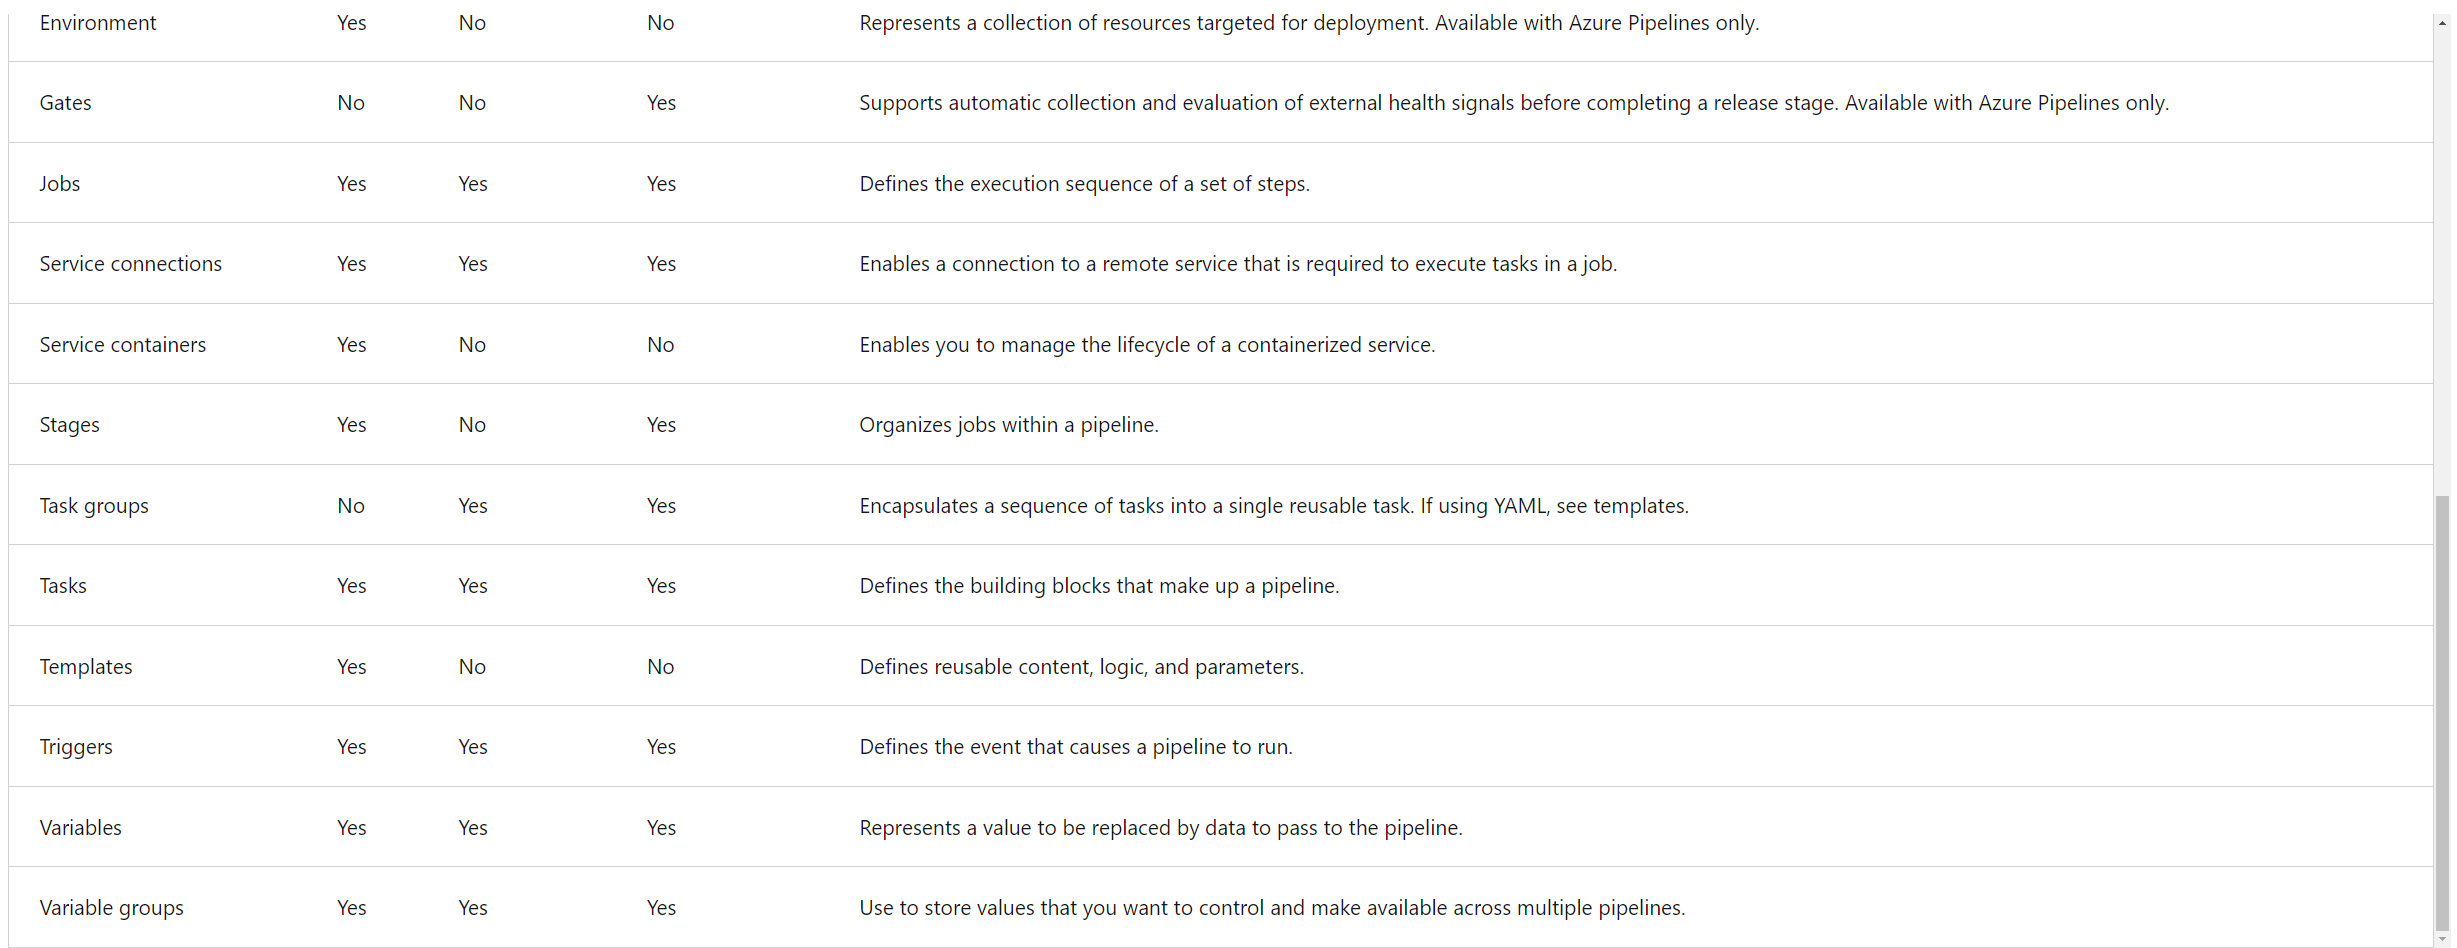 Environment Yes No No Represents a collection of resources targeted for deployment. Available with Azure Pipelines only.
Gates No No Yes Supports automatic collection and evaluation of external health signals before completing a release stage. Available with Azure Pipelines only.
Jobs Yes Yes Yes Defines the execution sequence of a set of steps.
Service connections Yes Yes Yes Enables a connection to a remote service that is required to execute tasks in a job.
Service containers Yes No No Enables you to manage the lifecycle of a containerized service.
Stages Yes No Yes Organizes jobs within a pipeline.
Task groups No Yes Yes Encapsulates a sequence of tasks into a single reusable task. If using YAML, see templates.
Tasks Yes Yes Yes Defines the building blocks that make up a pipeline.
Templates Yes No No Defines reusable content, logic, and parameters.
Triggers Yes Yes Yes Defines the event that causes a pipeline to run.
Variables Yes Yes Yes Represents a value to be replaced by data to pass to the pipeline.
Variable groups Yes Yes Yes Use to store values that you want to control and make available across multiple pipelines.